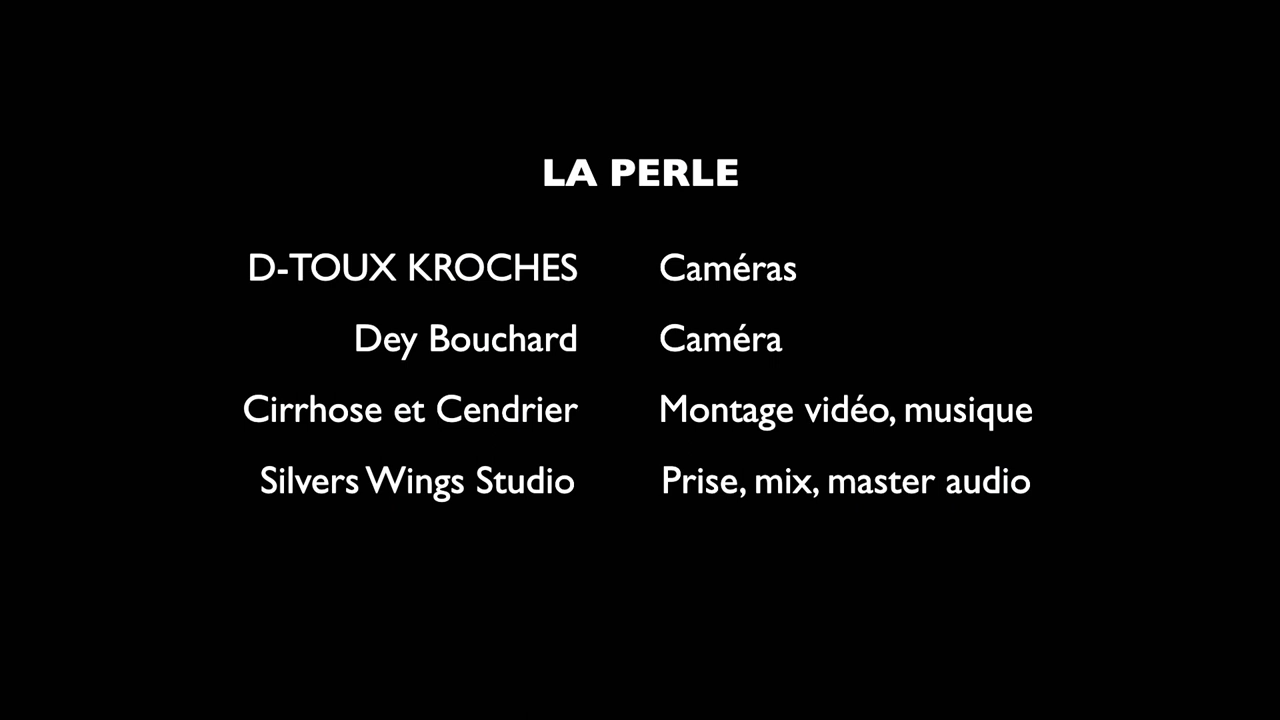 LA PERLE
D-TOUX KROCHES Caméras
Dey Bouchard Caméra
Cirrhose et Cendrier Montage vidéo, musique
Silvers Wings Studio Prise, mix, master audio